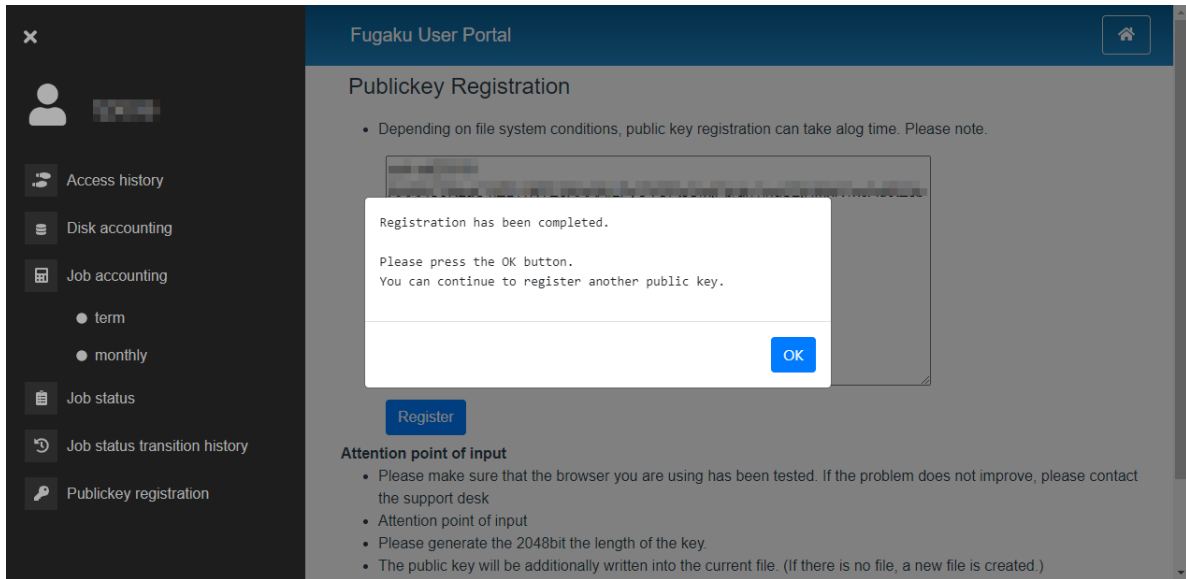 Fugaku User Portal
Access history
Disk accounting
Job accounting
term
monthly
Job status
Job status transition history
Publickey registration
Publickey Registration
Depending on file system conditions, public key registration can take alog time. Please note.
Registration has been completed.
Please press the OK button.
You can continue to register another public key.
OK
Register
Attention point of input
Please make sure that the browser you are using has been tested. If the problem does not improve, please contact
the support desk
Attention point of input
Please generate the 2048bit the length of the key.
The public key will be additionally written into the current file. (If there is no file, a new file is created.)